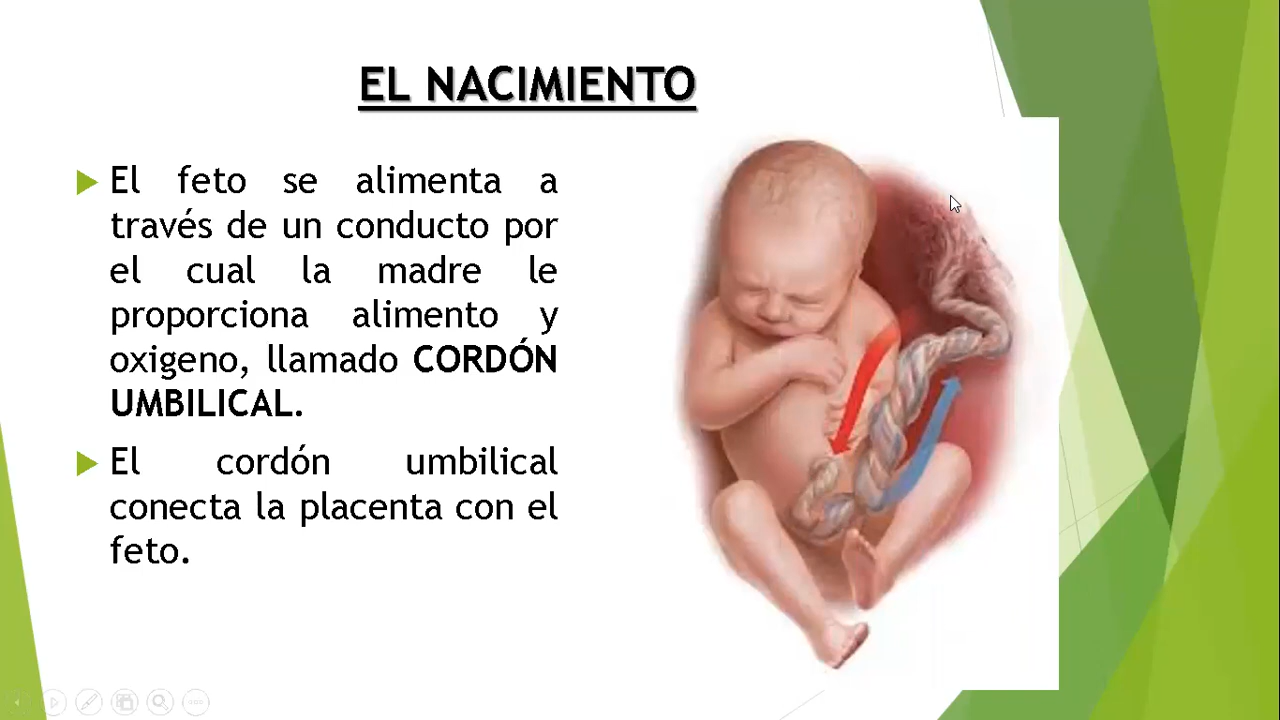 EL NACIMIENTO
El feto se alimenta a
través de un conducto por
el cual la madre le
proporciona alimento y
oxigeno, llamado CORDÓN
UMBILICAL.
El cordón umbilical
conecta la placenta con el
feto.